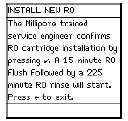 INSTALL NEW RO
The Millipore trained
service engineer confirms
RO cartridge installation by
pressing ↵. A 15 minute RO
Flush followed by a 225
minute RO rinse will start.
Press ← to exit.